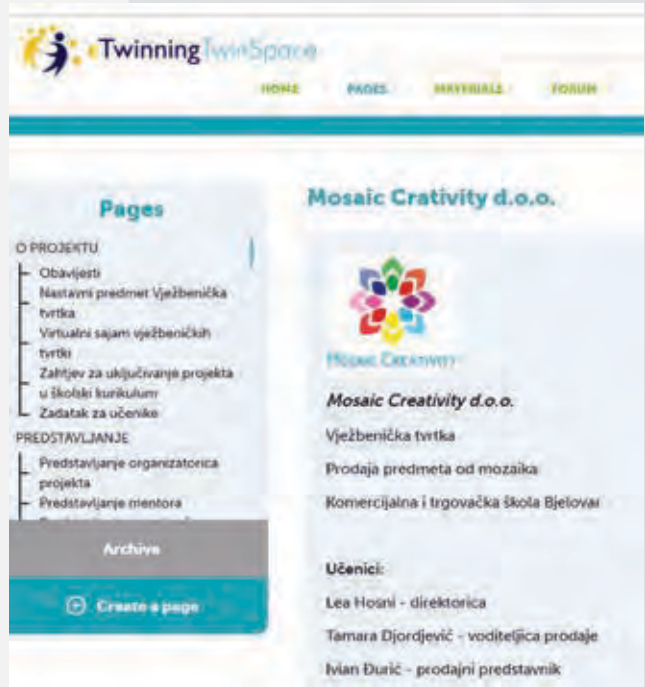 eTwinning TwinSpace
HOME PAGES MATERIALS FORUM
Pages
O PROJEKTU
Obavijesti
Nastavni predmet Vježbenička
tvrtka
Virtualni sajam vježbeničkih
tvrtki
Zahtjev za uključivanje projekta
u školski kurikulum
Zadatak za učenike
PREDSTAVLJANJE
Predstavljanje organizatorica
projekta
Predstavljanje mentora
Archive
Create a page
Mosaic Crativity d.o.o.
MOSAIC CREATIVITY
Mosaic Creativity d.o.o.
Vježbenička tvrtka
Prodaja predmeta od mozaika
Komercijalna i trgovačka škola Bjelovar
Učenici:
Lea Hosni - direktorica
Tamara Djordjević - voditeljica prodaje
Ivian Đurić - prodajni predstavnik